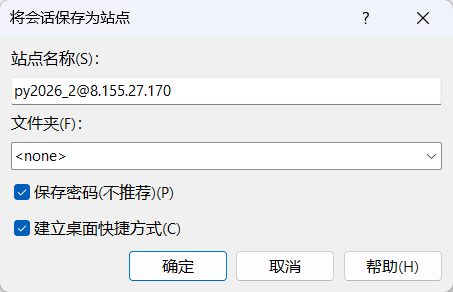 将会话保存为站点
?
站点名称(S):
py2026_2@8.155.27.170
文件夹(F):
<none>
保存密码(不推荐)(P)
建立桌面快捷方式(C)
确定 取消 帮助(H)